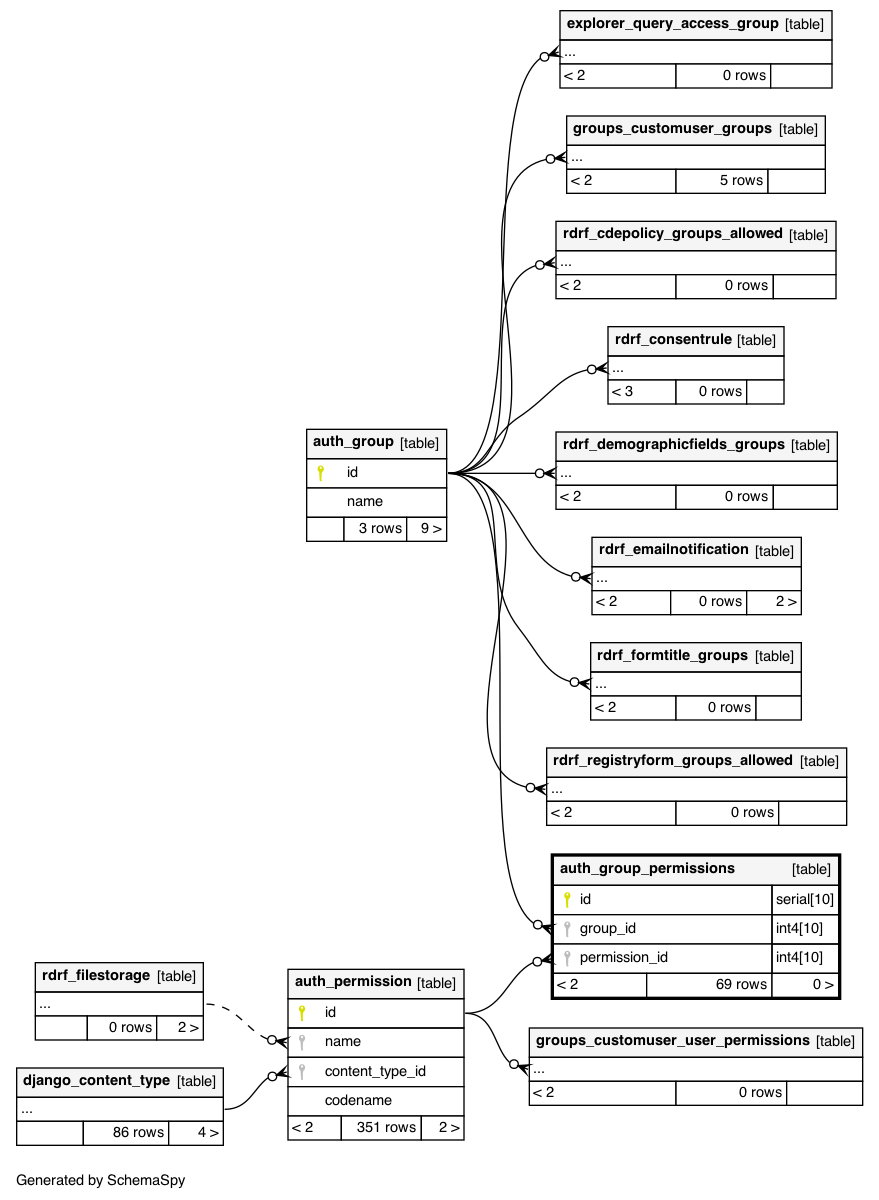 explorer_query_access_group [table]
...
< 2 0 rows
groups_customuser_groups [table]
...
< 2 5 rows
rdrf_cdepolicy_groups_allowed [table]
...
< 2 0 rows
rdrf_consentrule [table]
...
< 3 0 rows
auth_group [table]
id
name
3 rows 9 >
rdrf_demographicfields_groups [table]
...
< 2 0 rows
rdrf_emailnotification [table]
...
< 2 0 rows 2 >
rdrf_formtitle_groups [table]
...
< 2 0 rows
rdrf_registryform_groups_allowed [table]
...
< 2 0 rows
auth_group_permissions [table]
id serial[10]
group_id int4[10]
permission_id int4[10]
< 2 69 rows 0 >
rdrf_filestorage [table]
...
0 rows 2 >
django_content_type [table]
...
86 rows 4 >
auth_permission [table]
id
name
content_type_id
codename
< 2 351 rows 2 >
groups_customuser_user_permissions [table]
...
< 2 0 rows
Generated by SchemaSpy